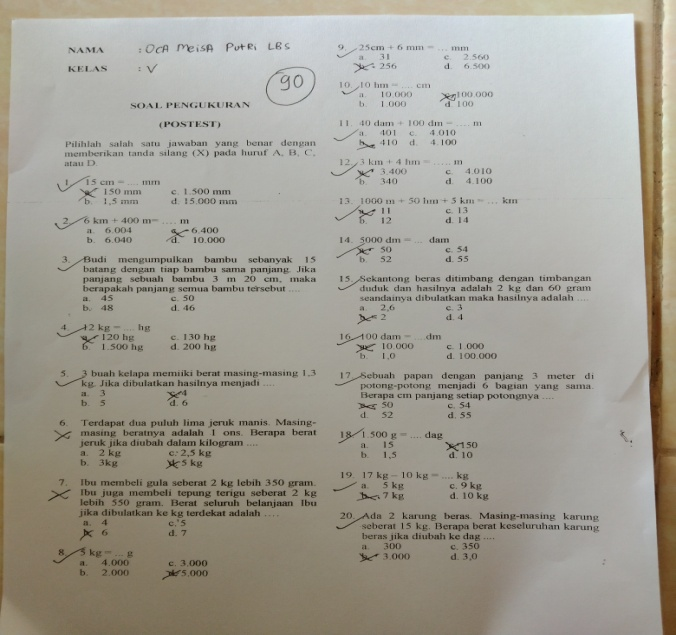 NAMA : OCA MEISA PUTRI LBS
KELAS : V
90
SOAL PENGUKURAN
(POSTEST)
Pilihlah salah satu jawaban yang benar dengan
memberikan tanda silang (X) pada huruf A, B, C,
atau D.
1. 15 cm = .... mm
a. 150 mm c. 1.500 mm
b. 1,5 mm d. 15.000 mm
2. 6 km + 400 m= .... m
a. 6.004 c. 6.400
b. 6.040 d. 10.000
3. Budi mengumpulkan bambu sebanyak 15
batang dengan tiap bambu sama panjang. Jika
panjang sebuah bambu 3 m 20 cm, maka
berapakah panjang semua bambu tersebut ....
a. 45 c. 50
b. 48 d. 46
4. 12 kg = .... hg
a. 120 hg c. 130 hg
b. 1.500 hg d. 200 hg
5. 3 buah kelapa memiiki berat masing-masing 1,3
kg. Jika dibulatkan hasilnya menjadi ....
a. 3 c. 4
b. 5 d. 6
6. Terdapat dua puluh lima jeruk manis. Masing-
masing beratnya adalah 1 ons. Berapa berat
jeruk jika diubah dalam kilogram ....
a. 2 kg c. 2,5 kg
b. 3kg d. 5 kg
7. Ibu membeli gula seberat 2 kg lebih 350 gram.
Ibu juga membeli tepung terigu seberat 2 kg
lebih 550 gram. Berat seluruh belanjaan Ibu
jika dibulatkan ke kg terdekat adalah ....
a. 4 c. 5
b. 6 d. 7
8. 5 kg = ... g
a. 4.000 c. 3.000
b. 2.000 d. 5.000
9. 25cm + 6 mm = ... mm
a. 31 c. 2.560
b. 256 d. 6.500
10. 10 hm = .... cm
a. 10.000 c. 100.000
b. 1.000 d. 100
11. 40 dam + 100 dm = .... m
a. 401 c. 4.010
b. 410 d. 4.100
12. 3 km + 4 hm = ..... m
a. 3.400 c. 4.010
b. 340 d. 4.100
13. 1000 m + 50 hm + 5 km = ... km
a. 11 c. 13
b. 12 d. 14
14. 5000 dm = ... dam
a. 50 c. 54
b. 52 d. 55
15. Sekantong beras ditimbang dengan timbangan
duduk dan hasilnya adalah 2 kg dan 60 gram
seandainya dibulatkan maka hasilnya adalah ....
a. 2,6 c. 3
b. 2 d. 4
16. 100 dam = ....dm
a. 10.000 c. 1.000
b. 1,0 d. 100.000
17. Sebuah papan dengan panjang 3 meter di
potong-potong menjadi 6 bagian yang sama.
Berapa cm panjang setiap potongnya ....
a. 50 c. 54
b. 52 d. 55
18. 1.500 g = .... dag
a. 15 c. 150
b. 1,5 d. 10
19. 17 kg – 10 kg = .... kg
a. 5 kg c. 9 kg
b. 7 kg d. 10 kg
20. Ada 2 karung beras. Masing-masing karung
seberat 15 kg. Berapa berat keseluruhan karung
beras jika diubah ke dag ....
a. 300 c. 350
b. 3.000 d. 3,0